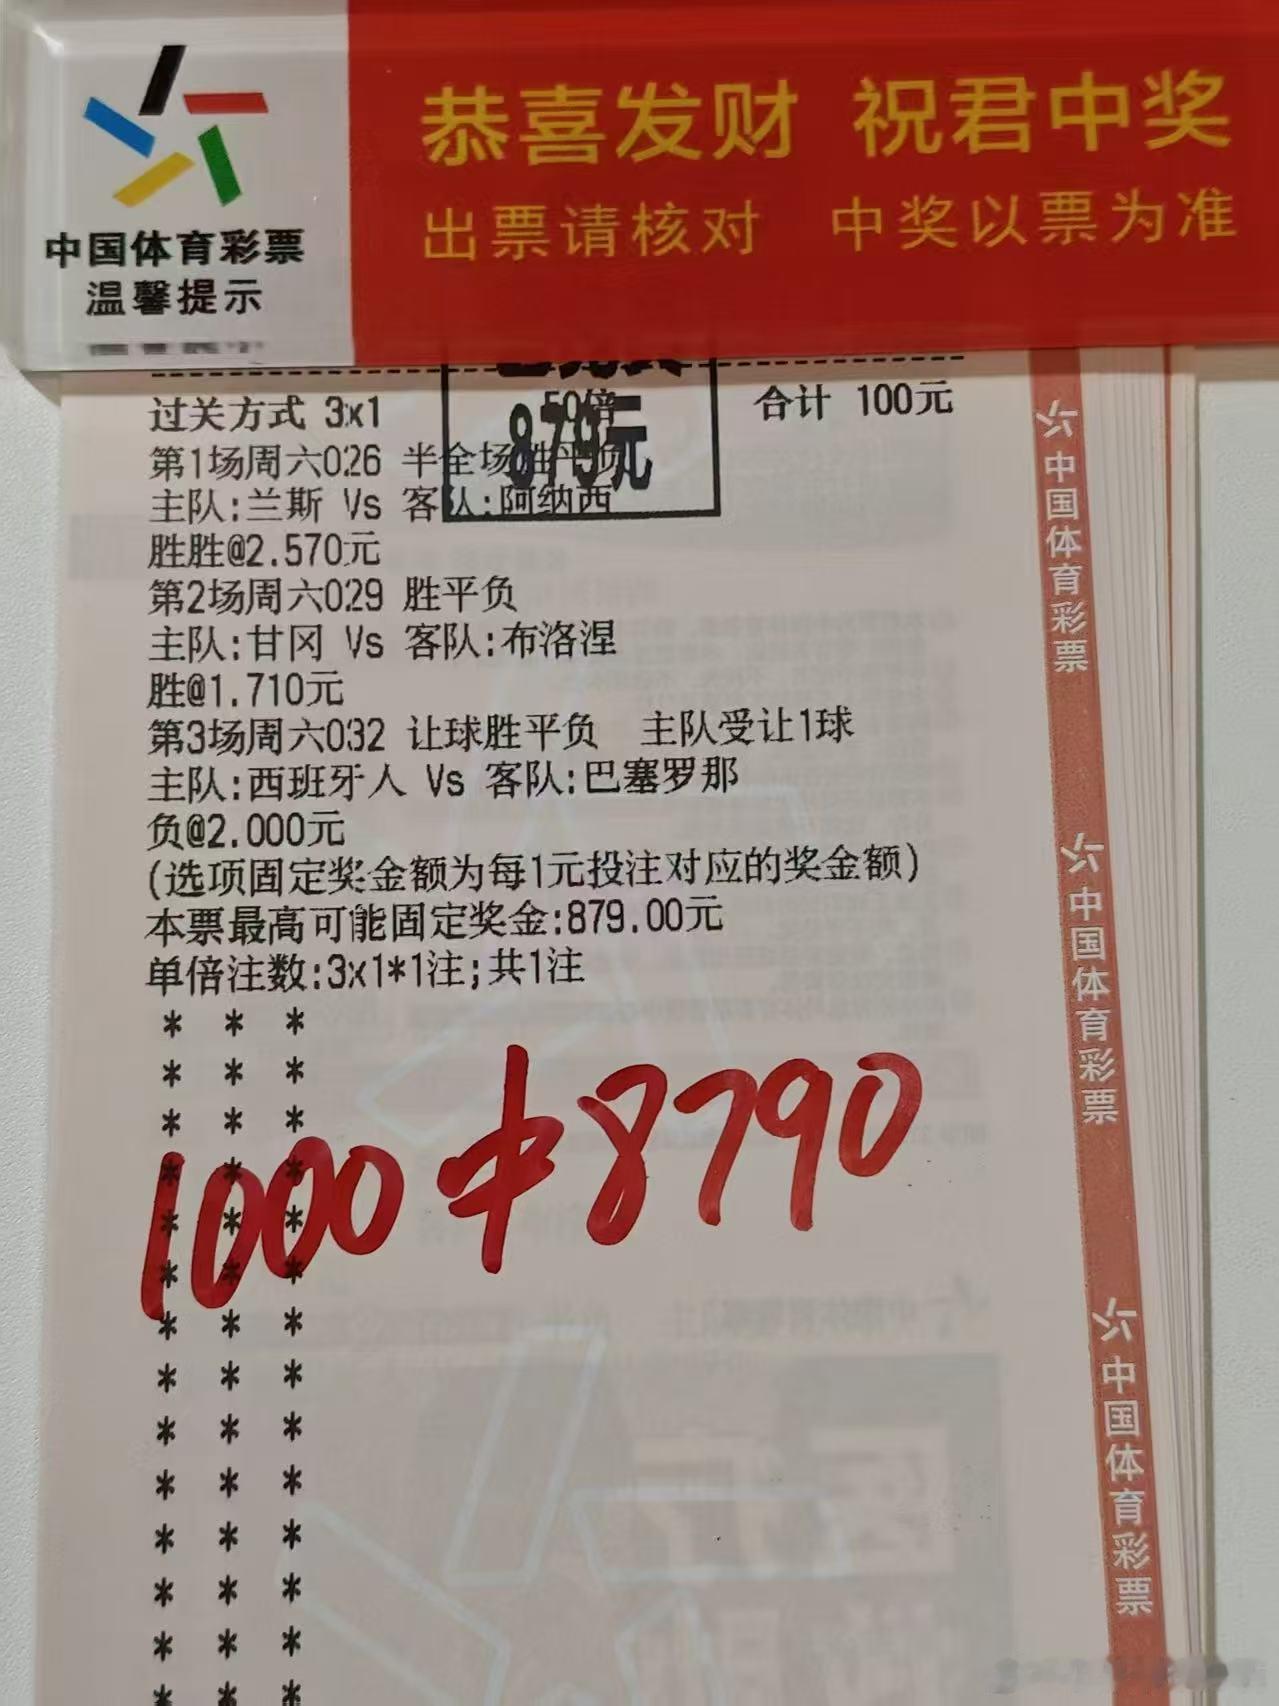 恭喜发财 祝君中奖
出票请核对 中奖以票为准
中国体育彩票
温馨提示
过关方式 3x1 50倍 合计 100元
879元
第1场周六026 半全场胜平负
主队:兰斯 Vs 客队:阿纳西
胜胜@2.570元
第2场周六029 胜平负
主队:甘冈 Vs 客队:布洛涅
胜@1.710元
第3场周六032 让球胜平负 主队受让1球
主队:西班牙人 Vs 客队:巴塞罗那
负@2.000元
(选项固定奖金额为每1元投注对应的奖金额)
本票最高可能固定奖金:879.00元
单倍注数:3x1*1注;共1注
1000中8790
中国体育彩票
中国体育彩票
中国体育彩票